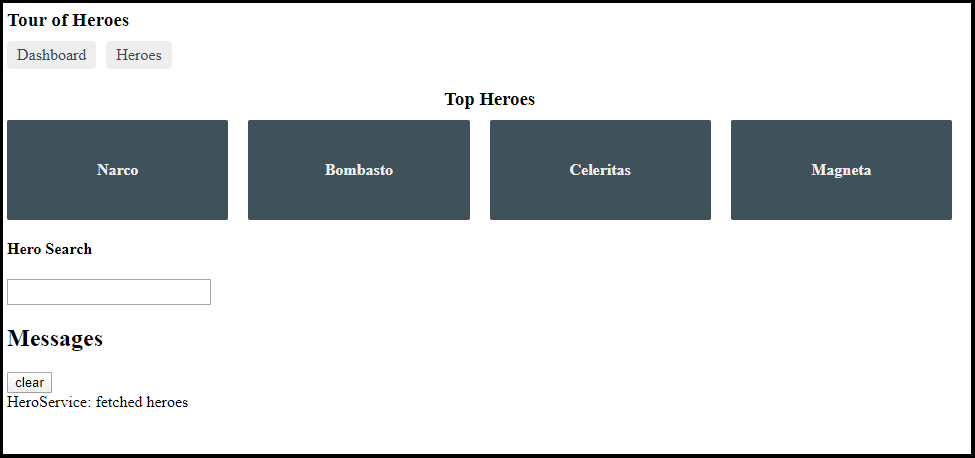 Tour of Heroes
Dashboard Heroes
Top Heroes
Narco Bombasto Celeritas Magneta
Hero Search
Messages
clear
HeroService: fetched heroes